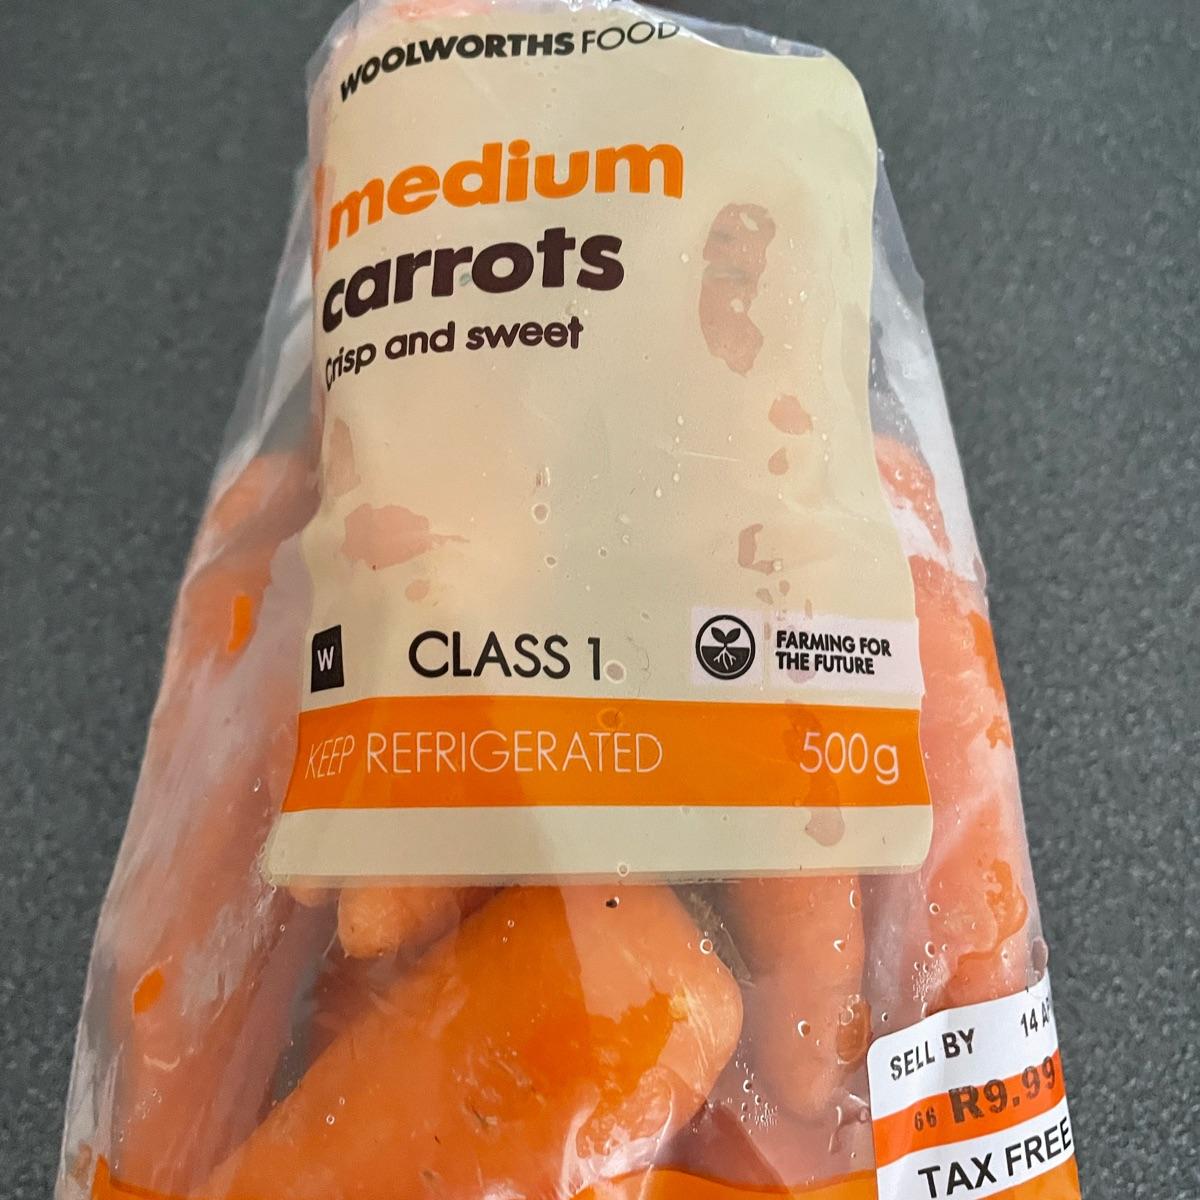 WOOLWORTHS FOOD
medium
carrots
crisp and sweet
W CLASS 1
FARMING FOR
THE FUTURE
KEEP REFRIGERATED 500g
SELL BY 14
66 R9.99
TAX FREE